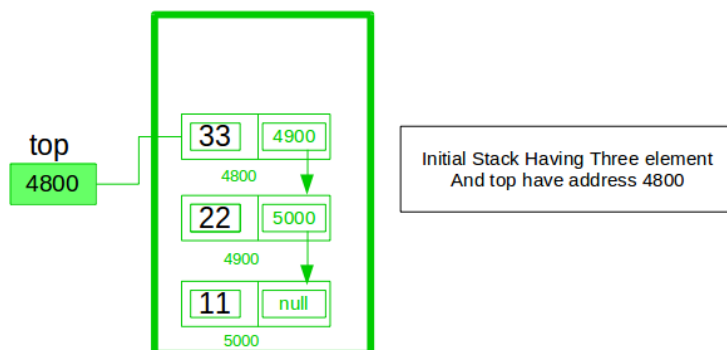 top
4800
33 4900
4800
22 5000
4900
11 null
5000
Initial Stack Having Three element
And top have address 4800